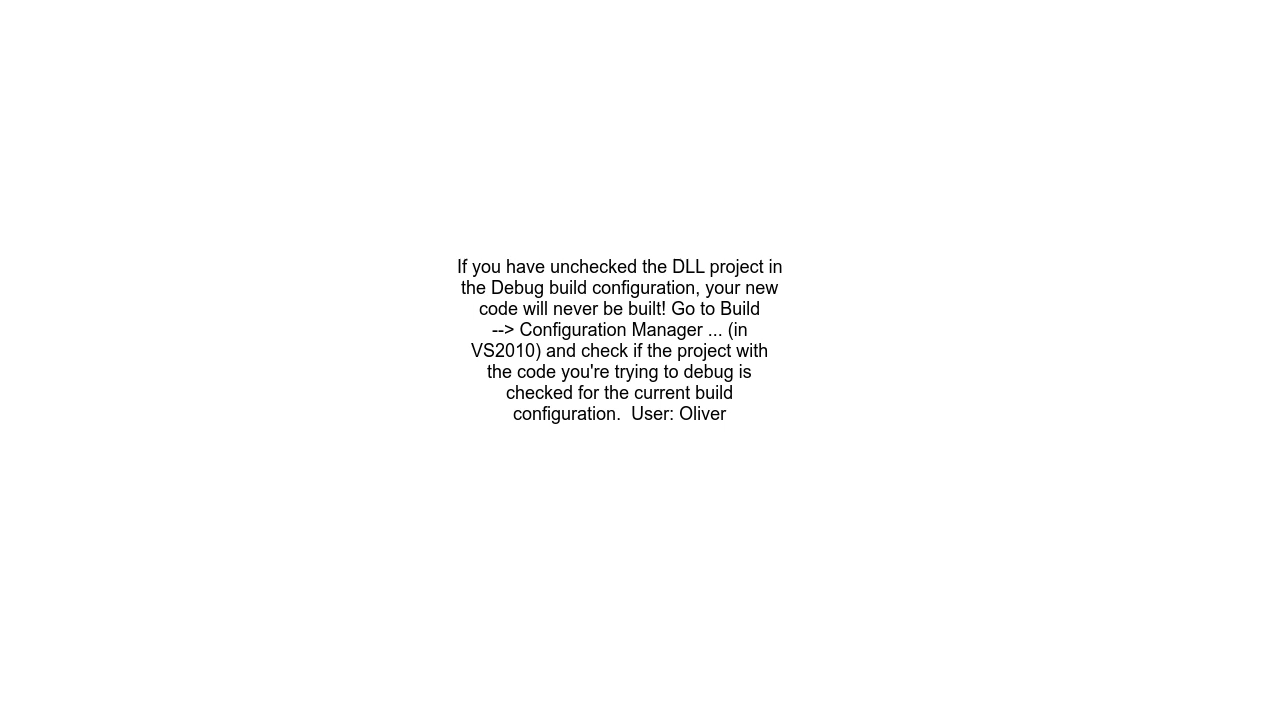 If you have unchecked the DLL project in
the Debug build configuration, your new
code will never be built! Go to Build
--> Configuration Manager ... (in
VS2010) and check if the project with
the code you're trying to debug is
checked for the current build
configuration.  User: Oliver